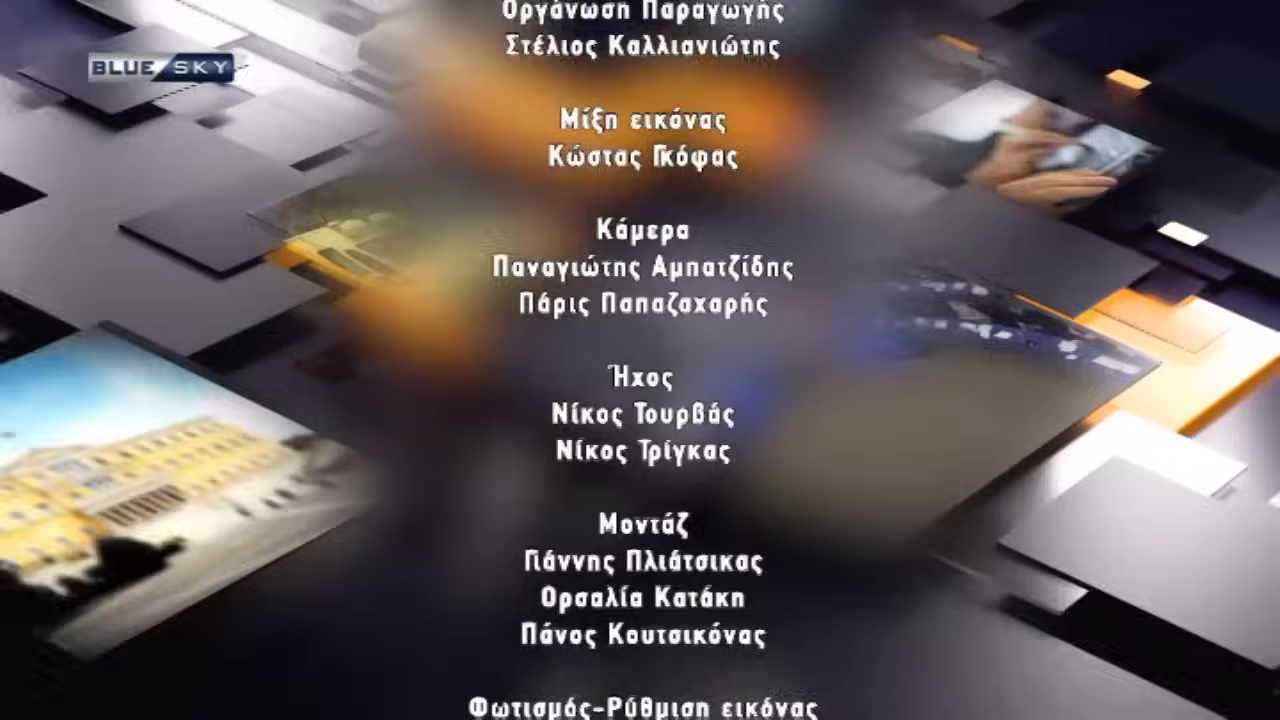 Οργάνωση Παραγωγής
Στέλιος Καλλιανιώτης
BLUE SKY
Μίξη εικόνας
Κώστας Γκόφας
Κάμερα
Παναγιώτης Αμπατζίδης
Πάρις Παπαζαχαρής
Ήχος
Νίκος Τουρβάς
Νίκος Τρίγκας
Μοντάζ
Γιάννης Πλιάτσικας
Ορσαλία Κατάκη
Πάνος Κουτσικόνας
Φωτισμός-Ρύθμιση εικόνας